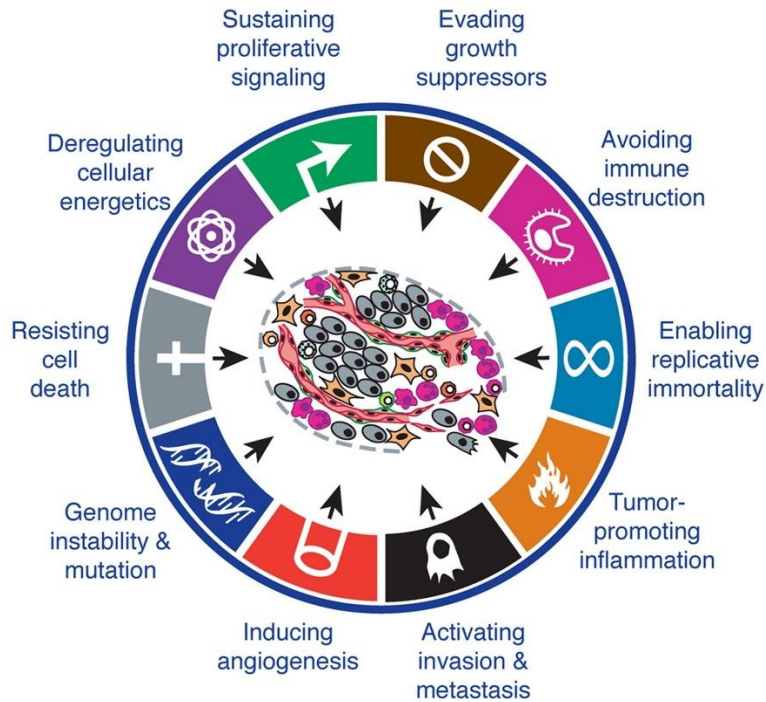 Sustaining
proliferative
signaling
Evading
growth
suppressors
Avoiding
immune
destruction
Enabling
replicative
immortality
Tumor-
promoting
inflammation
Activating
invasion &
metastasis
Inducing
angiogenesis
Genome
instability &
mutation
Resisting
cell
death
Deregulating
cellular
energetics